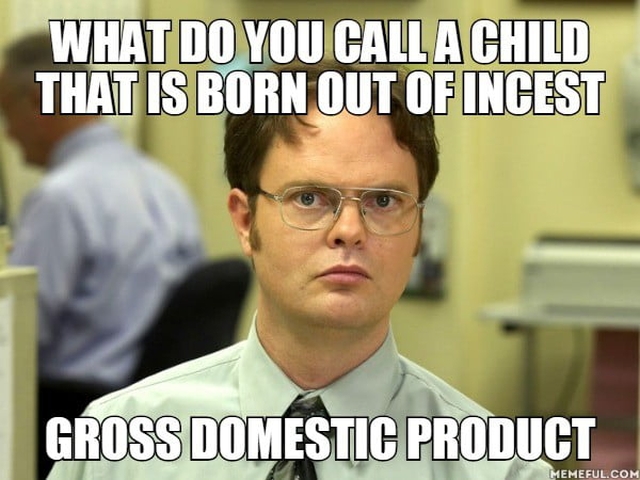 WHAT DO YOU CALL A CHILD
THAT IS BORN OUT OF INCEST
GROSS DOMESTIC PRODUCT
MEMEFUL.COM